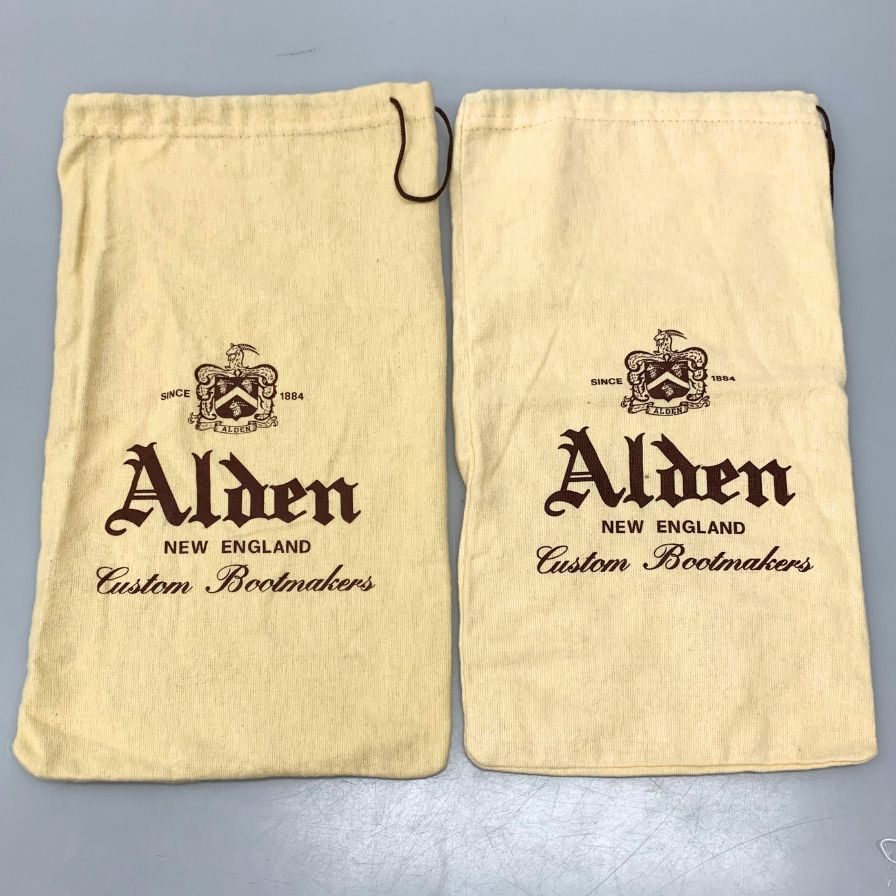 SINCE 1884
ALDEN
Alden
NEW ENGLAND
Custom Bootmakers
SINCE 1884
ALDEN
Alden
NEW ENGLAND
Custom Bootmakers